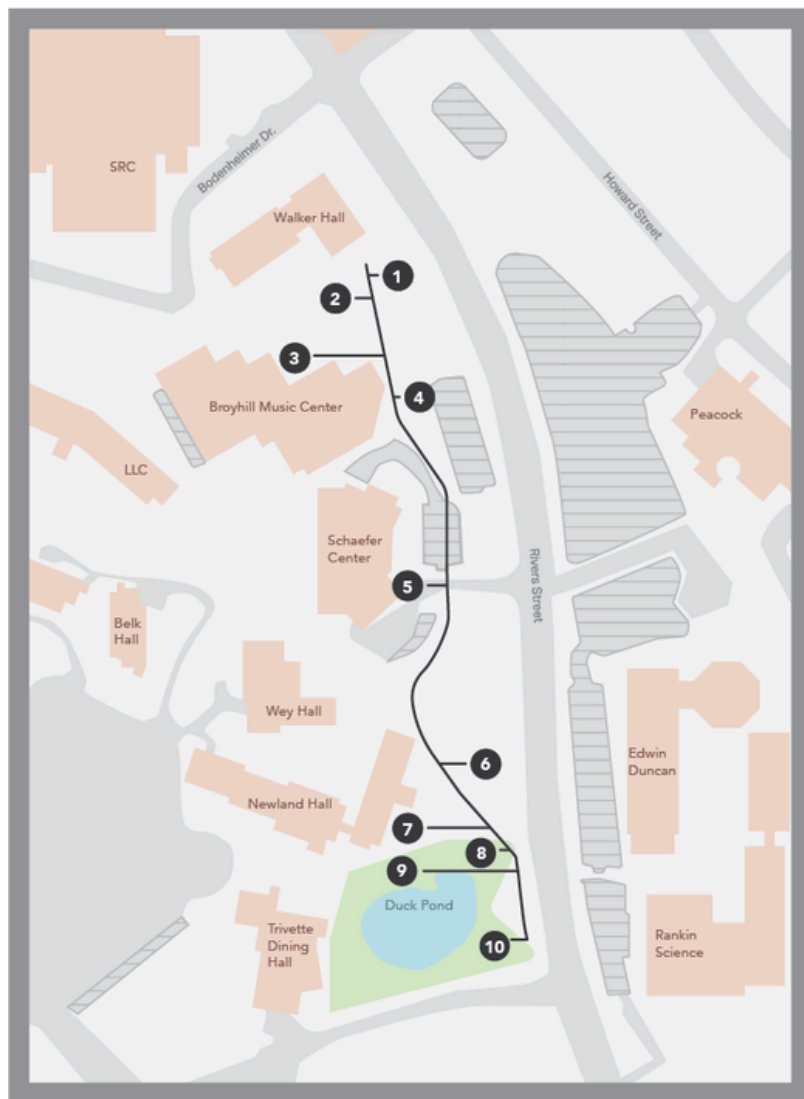 SRC
Bodenheimer Dr.
Walker Hall
Howard Street
1
2
3
4
Broyhill Music Center
Peacock
LLC
Schaefer
Center
Rivers Street
5
Belk
Hall
Wey Hall
6
Edwin
Duncan
Newland Hall
7
8
9
Duck Pond
Trivette
Dining
Hall
10
Rankin
Science